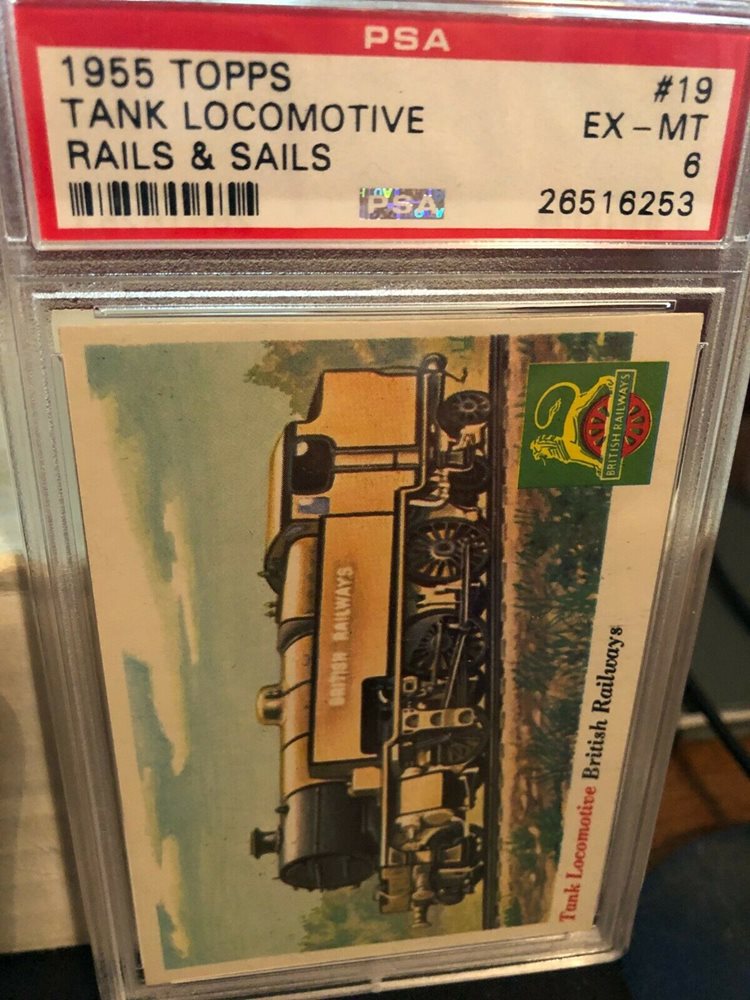 PSA
1955 TOPPS #19
TANK LOCOMOTIVE EX-MT
RAILS & SAILS 6
PSA 26516253
BRITISH RAILWAYS
BRITISH RAILWAYS
Tank Locomotive British Railways